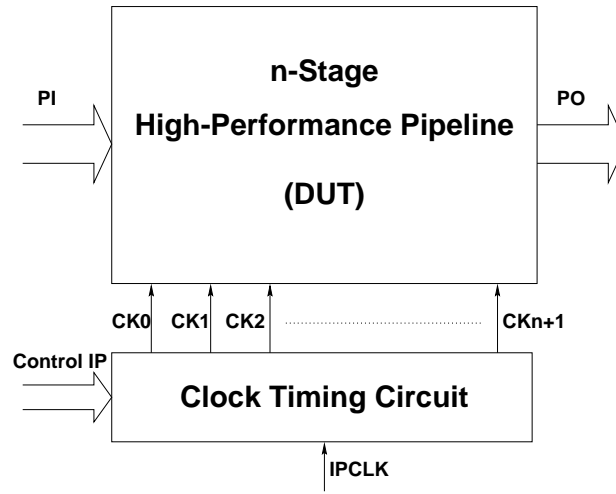 n-Stage
PI
PO
High-Performance Pipeline
(DUT)
CK0 CK1 CK2 CKn+1
Control IP
Clock Timing Circuit
IPCLK